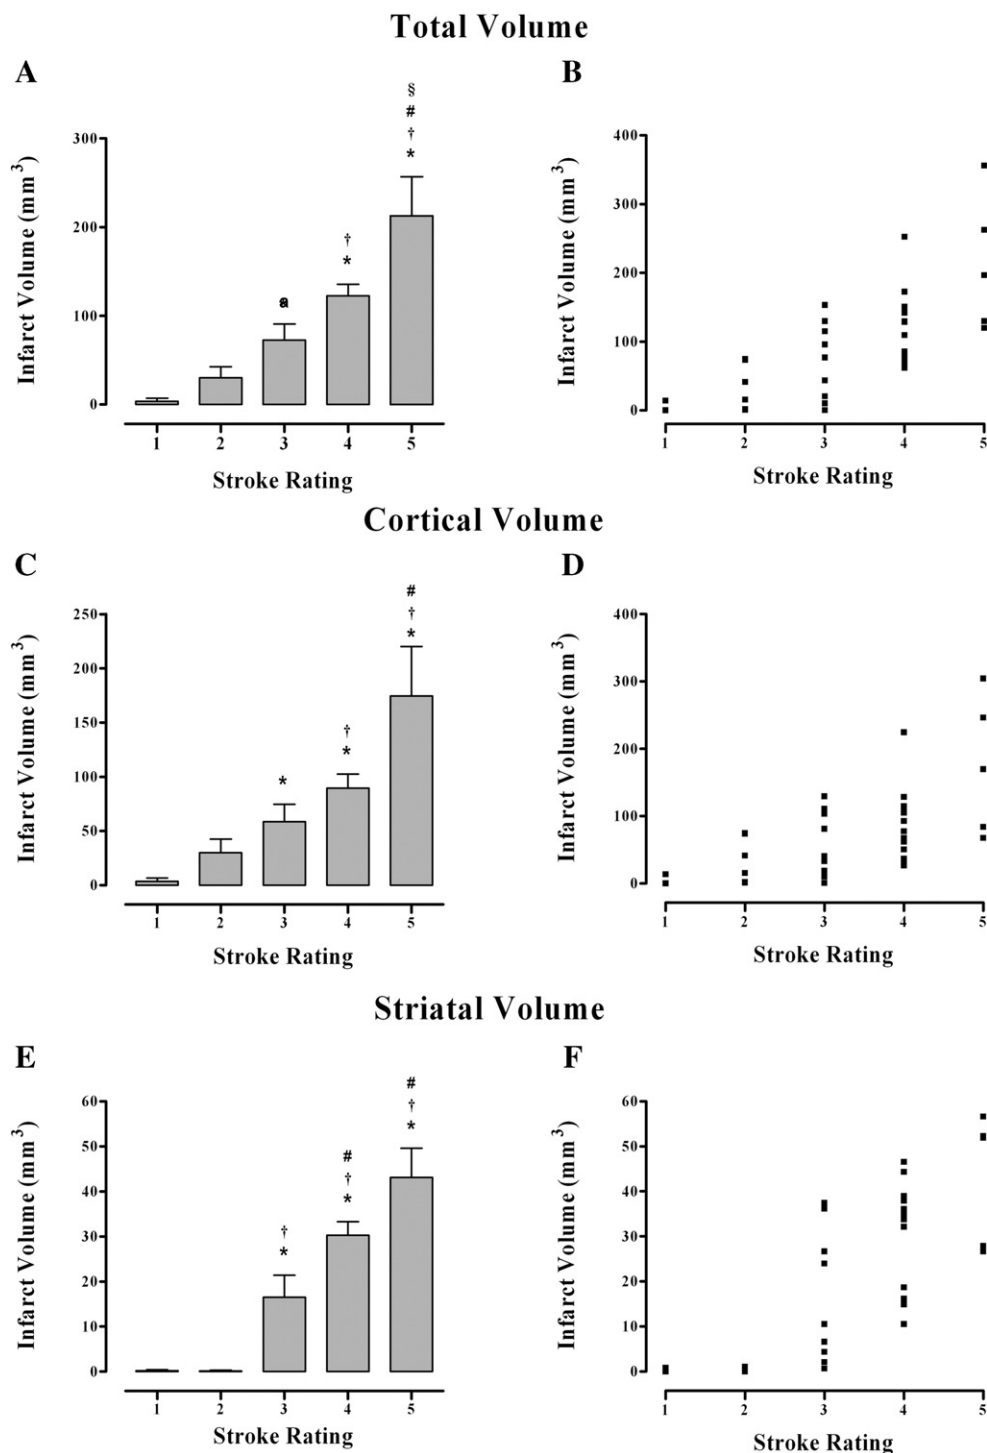 Total Volume
A
B
§
#
†
*
†
*
a
Infarct Volume (mm³)
300
200
100
0
1 2 3 4 5
Stroke Rating
Infarct Volume (mm³)
400
300
200
100
0
1 2 3 4 5
Stroke Rating
Cortical Volume
C
D
#
†
*
†
*
*
Infarct Volume (mm³)
250
200
150
100
50
0
1 2 3 4 5
Stroke Rating
Infarct Volume (mm³)
400
300
200
100
0
1 2 3 4 5
Stroke Rating
Striatal Volume
E
F
#
†
*
#
†
*
†
*
Infarct Volume (mm³)
60
50
40
30
20
10
0
1 2 3 4 5
Stroke Rating
Infarct Volume (mm³)
60
50
40
30
20
10
0
1 2 3 4 5
Stroke Rating